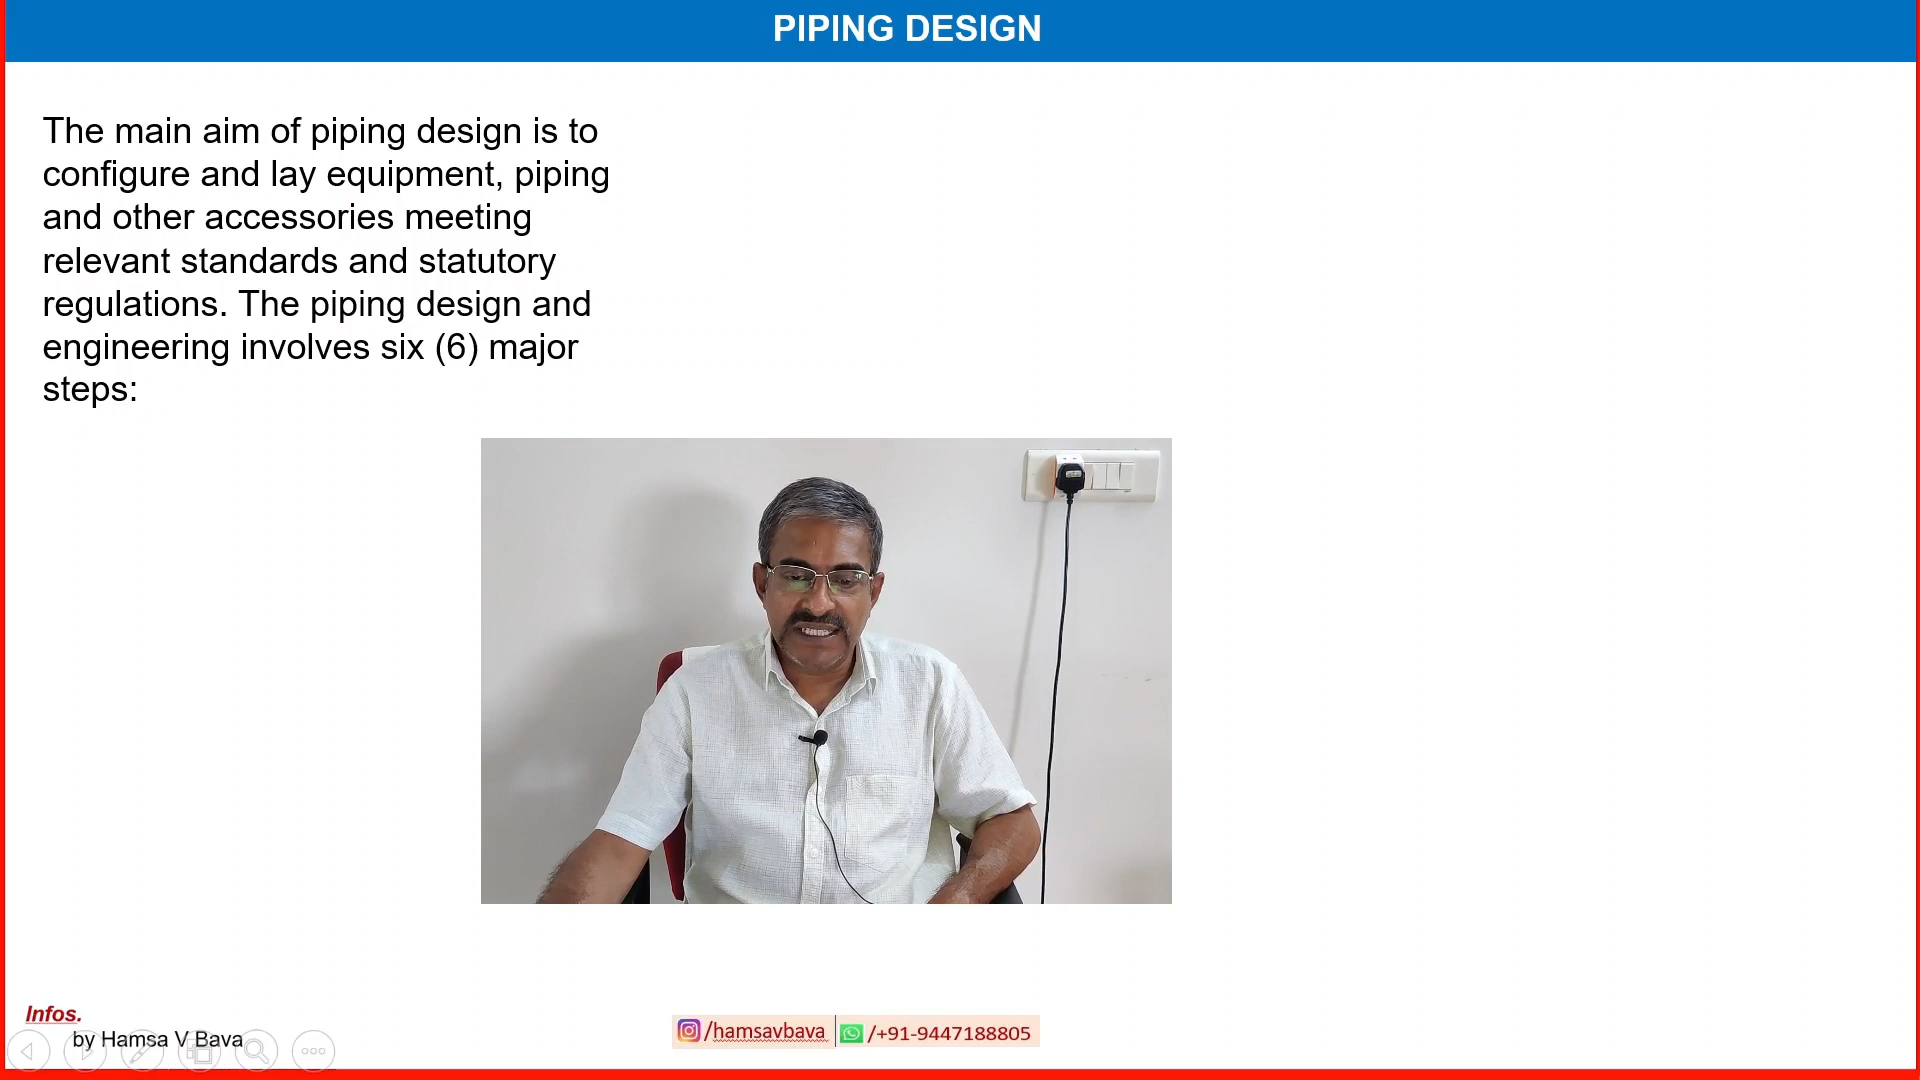 PIPING DESIGN
The main aim of piping design is to
configure and lay equipment, piping
and other accessories meeting
relevant standards and statutory
regulations. The piping design and
engineering involves six (6) major
steps:
Infos.
by Hamsa V Bava
/hamsavbava /+91-9447188805